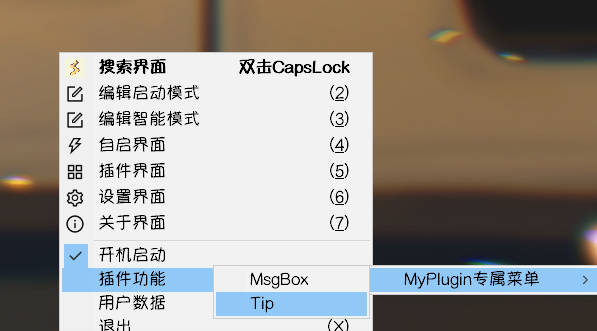 搜索界面 双击CapsLock
编辑启动模式 (2)
编辑智能模式 (3)
自启界面 (4)
插件界面 (5)
设置界面 (6)
关于界面 (7)
开机启动
插件功能 MsgBox MyPlugin专属菜单
用户数据 Tip
退出 (X)